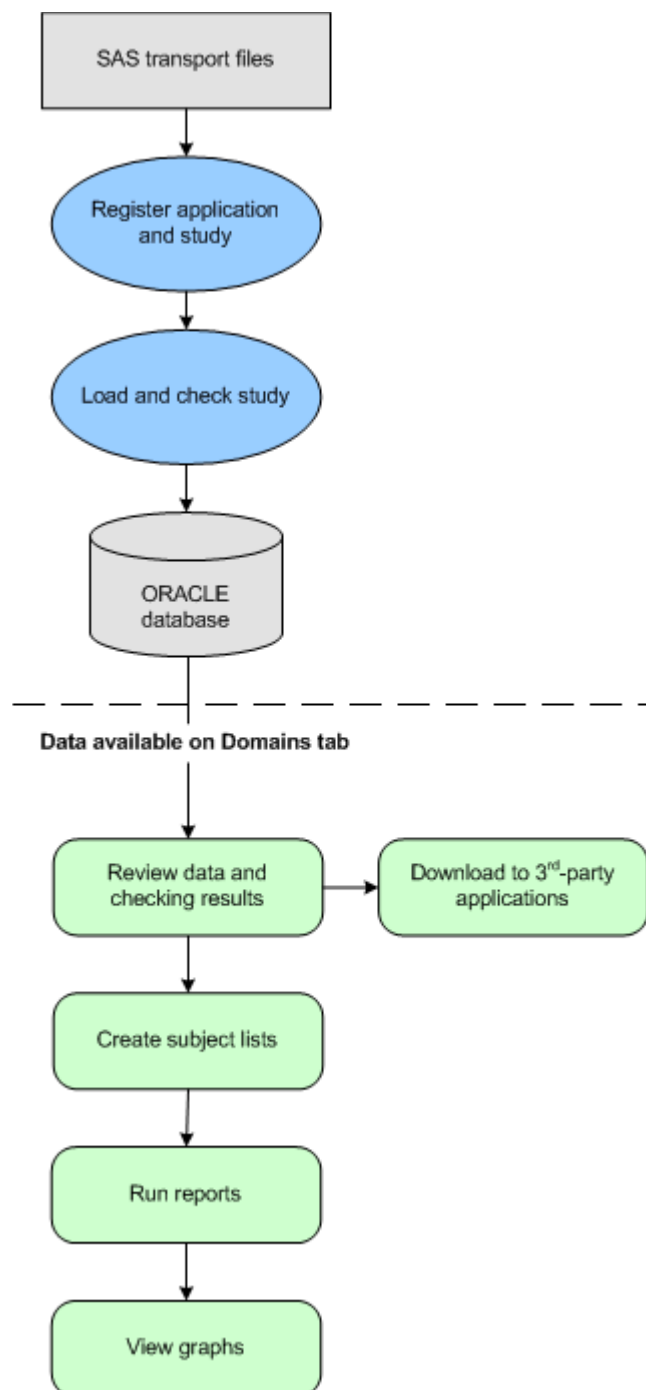 SAS transport files
Register application
and study
Load and check study
ORACLE
database
Data available on Domains tab
Review data and
checking results
Download to 3rd-party
applications
Create subject lists
Run reports
View graphs